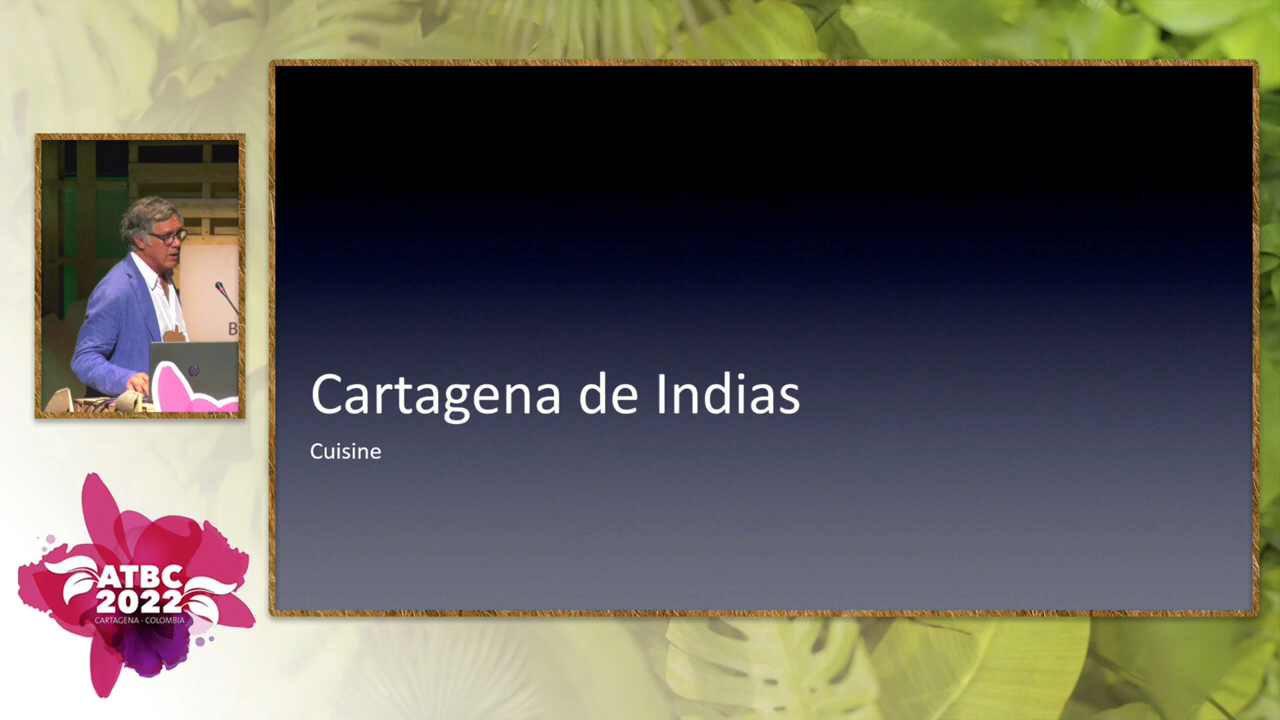 Cartagena de Indias
Cuisine
B
ATBC
2022
CARTAGENA - COLOMBIA